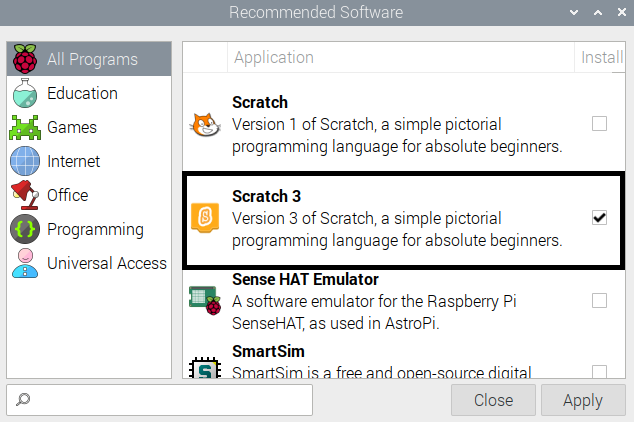 Recommended Software
All Programs
Education
Games
Internet
Office
Programming
Universal Access
Application
Install
Scratch
Version 1 of Scratch, a simple pictorial
programming language for absolute beginners.
Scratch 3
Version 3 of Scratch, a simple pictorial
programming language for absolute beginners.
Sense HAT Emulator
A software emulator for the Raspberry Pi
SenseHAT, as used in AstroPi.
SmartSim
SmartSim is a free and open-source digital
Close
Apply